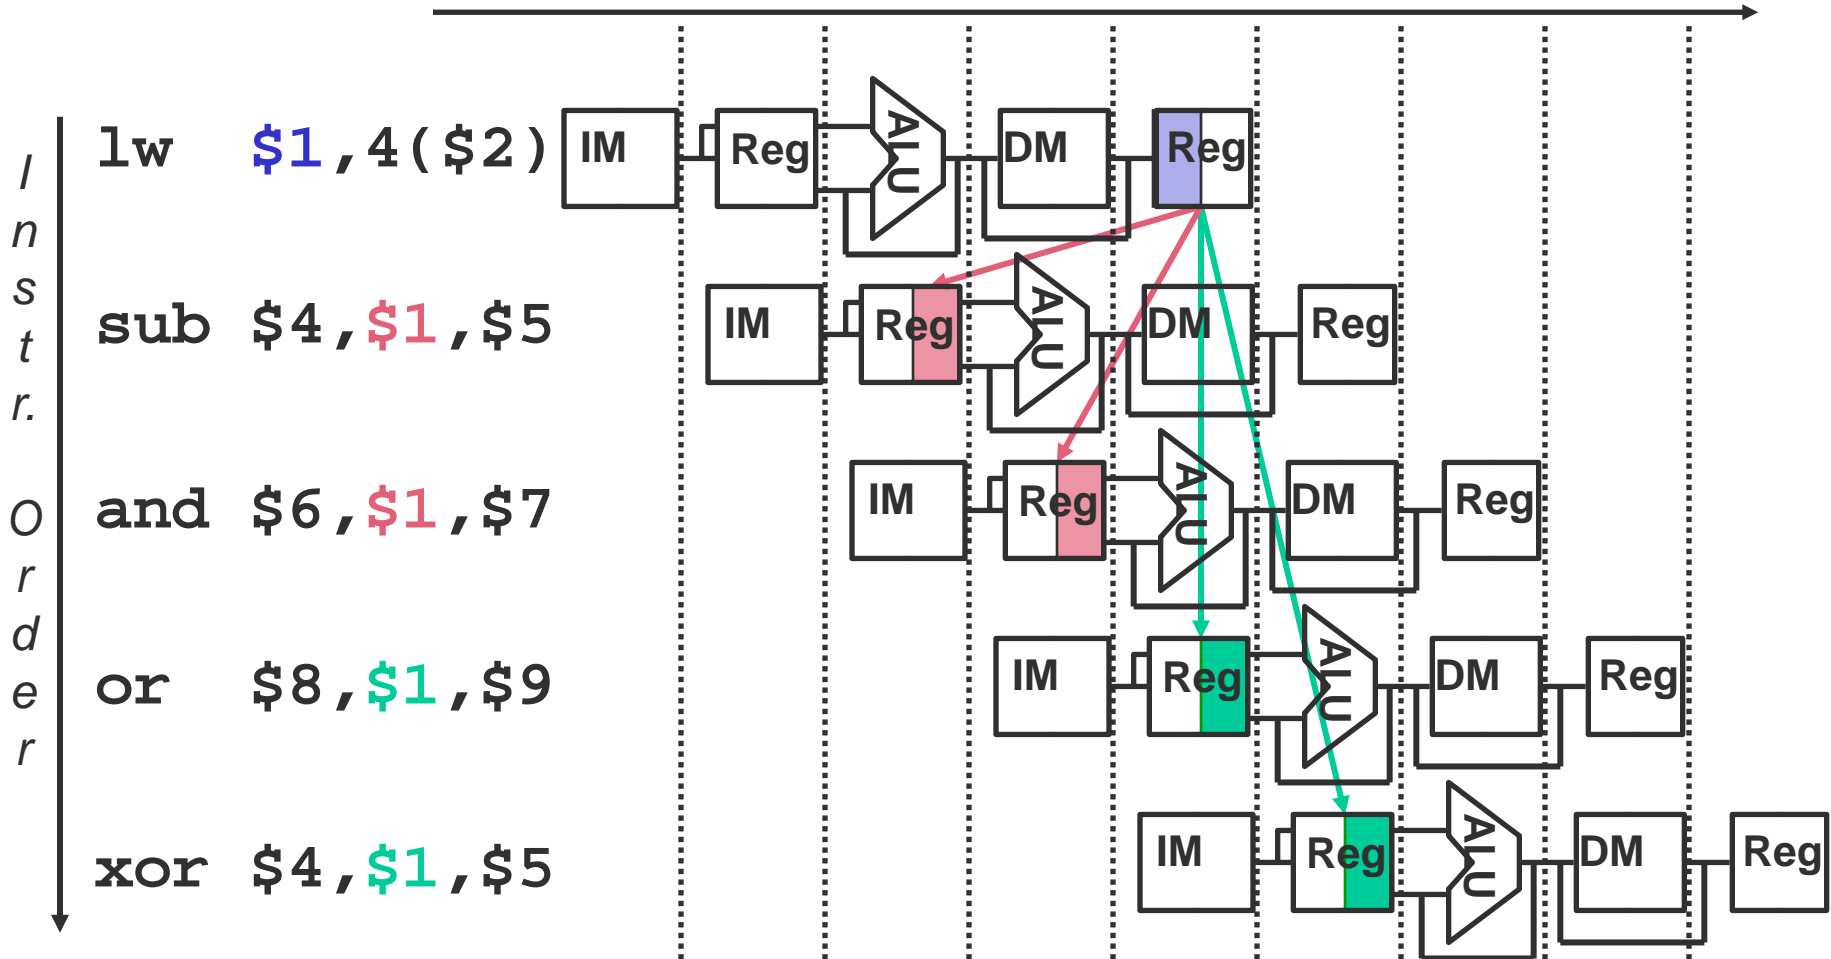 Instr. Order
lw $1,4($2) IM Reg ALU DM Reg
sub $4,$1,$5 IM Reg ALU DM Reg
and $6,$1,$7 IM Reg ALU DM Reg
or $8,$1,$9 IM Reg ALU DM Reg
xor $4,$1,$5 IM Reg ALU DM Reg